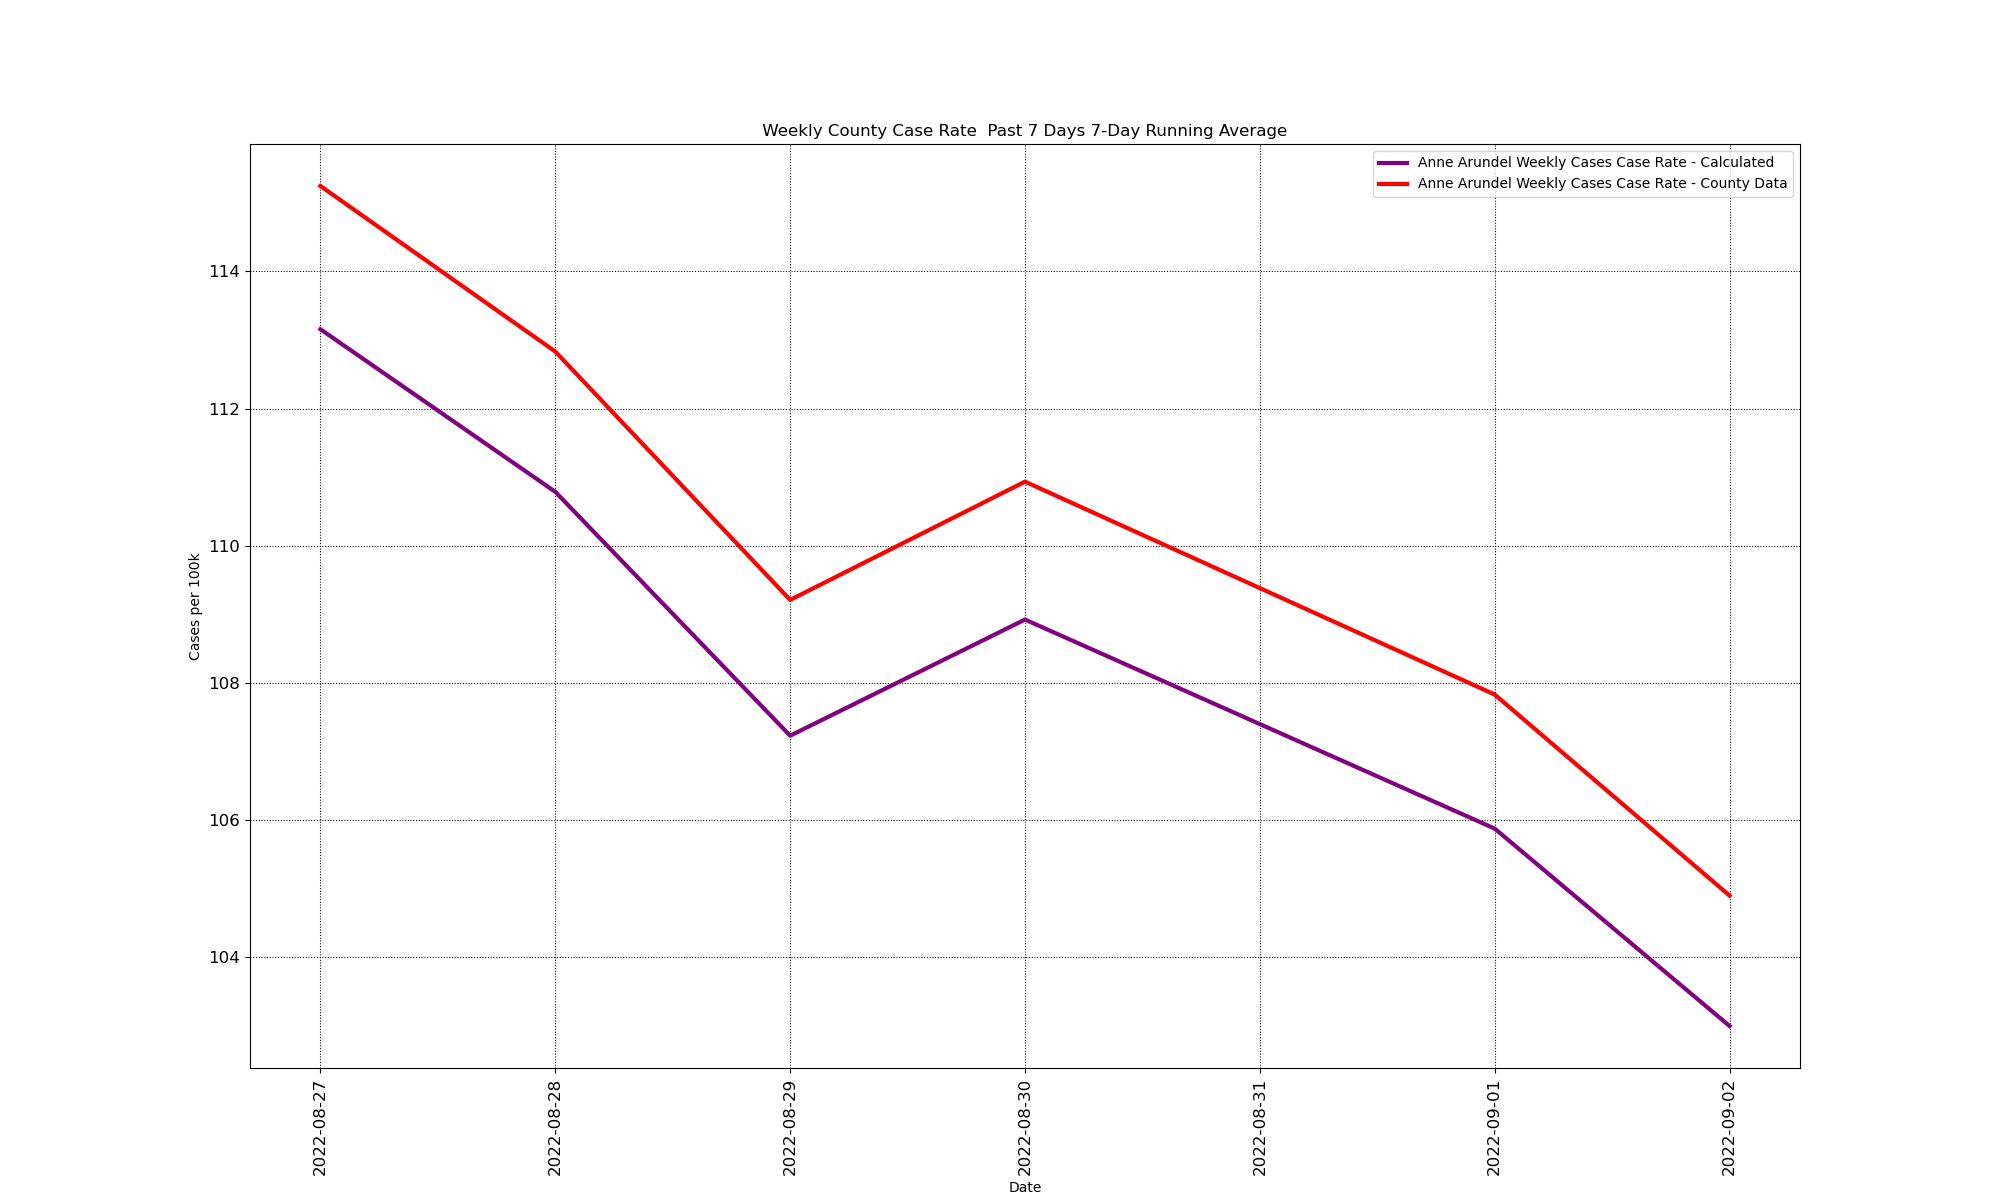 Weekly County Case Rate  Past 7 Days 7-Day Running Average
Anne Arundel Weekly Cases Case Rate - Calculated
Anne Arundel Weekly Cases Case Rate - County Data
114
112
110
108
106
104
Cases per 100k
2022-08-27
2022-08-28
2022-08-29
2022-08-30
2022-08-31
2022-09-01
2022-09-02
Date